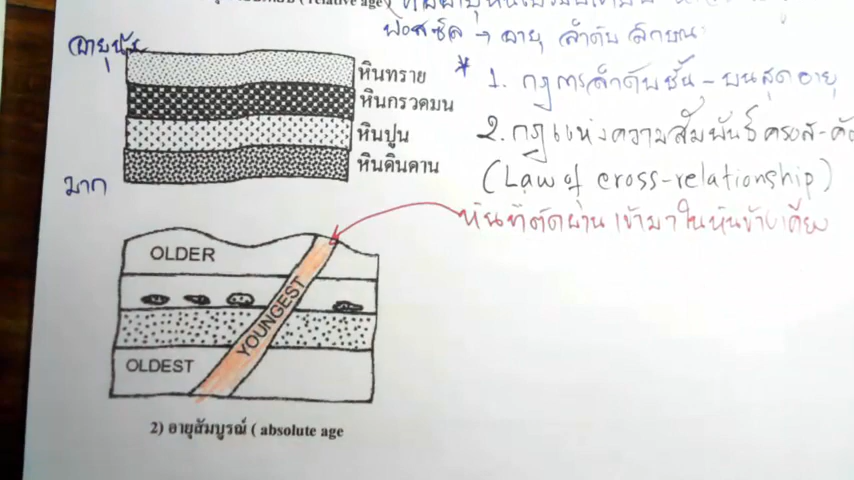 (relative age)
ฟอสซิล → อายุ ลำดับ ลักษณะ
อายุน้อย
หินทราย
หินกรวดมน
หินปูน
หินดินดาน
มาก
* 1. กฎการลำดับชั้น - บนสุด อายุ
2. กฎแห่งความสัมพันธ์ครอส-คั
(Law of cross-relationship)
หินที่ตัดผ่านเข้ามาในหินข้างเคียง
OLDER
YOUNGEST
OLDEST
2) อายุสัมบูรณ์ ( absolute age